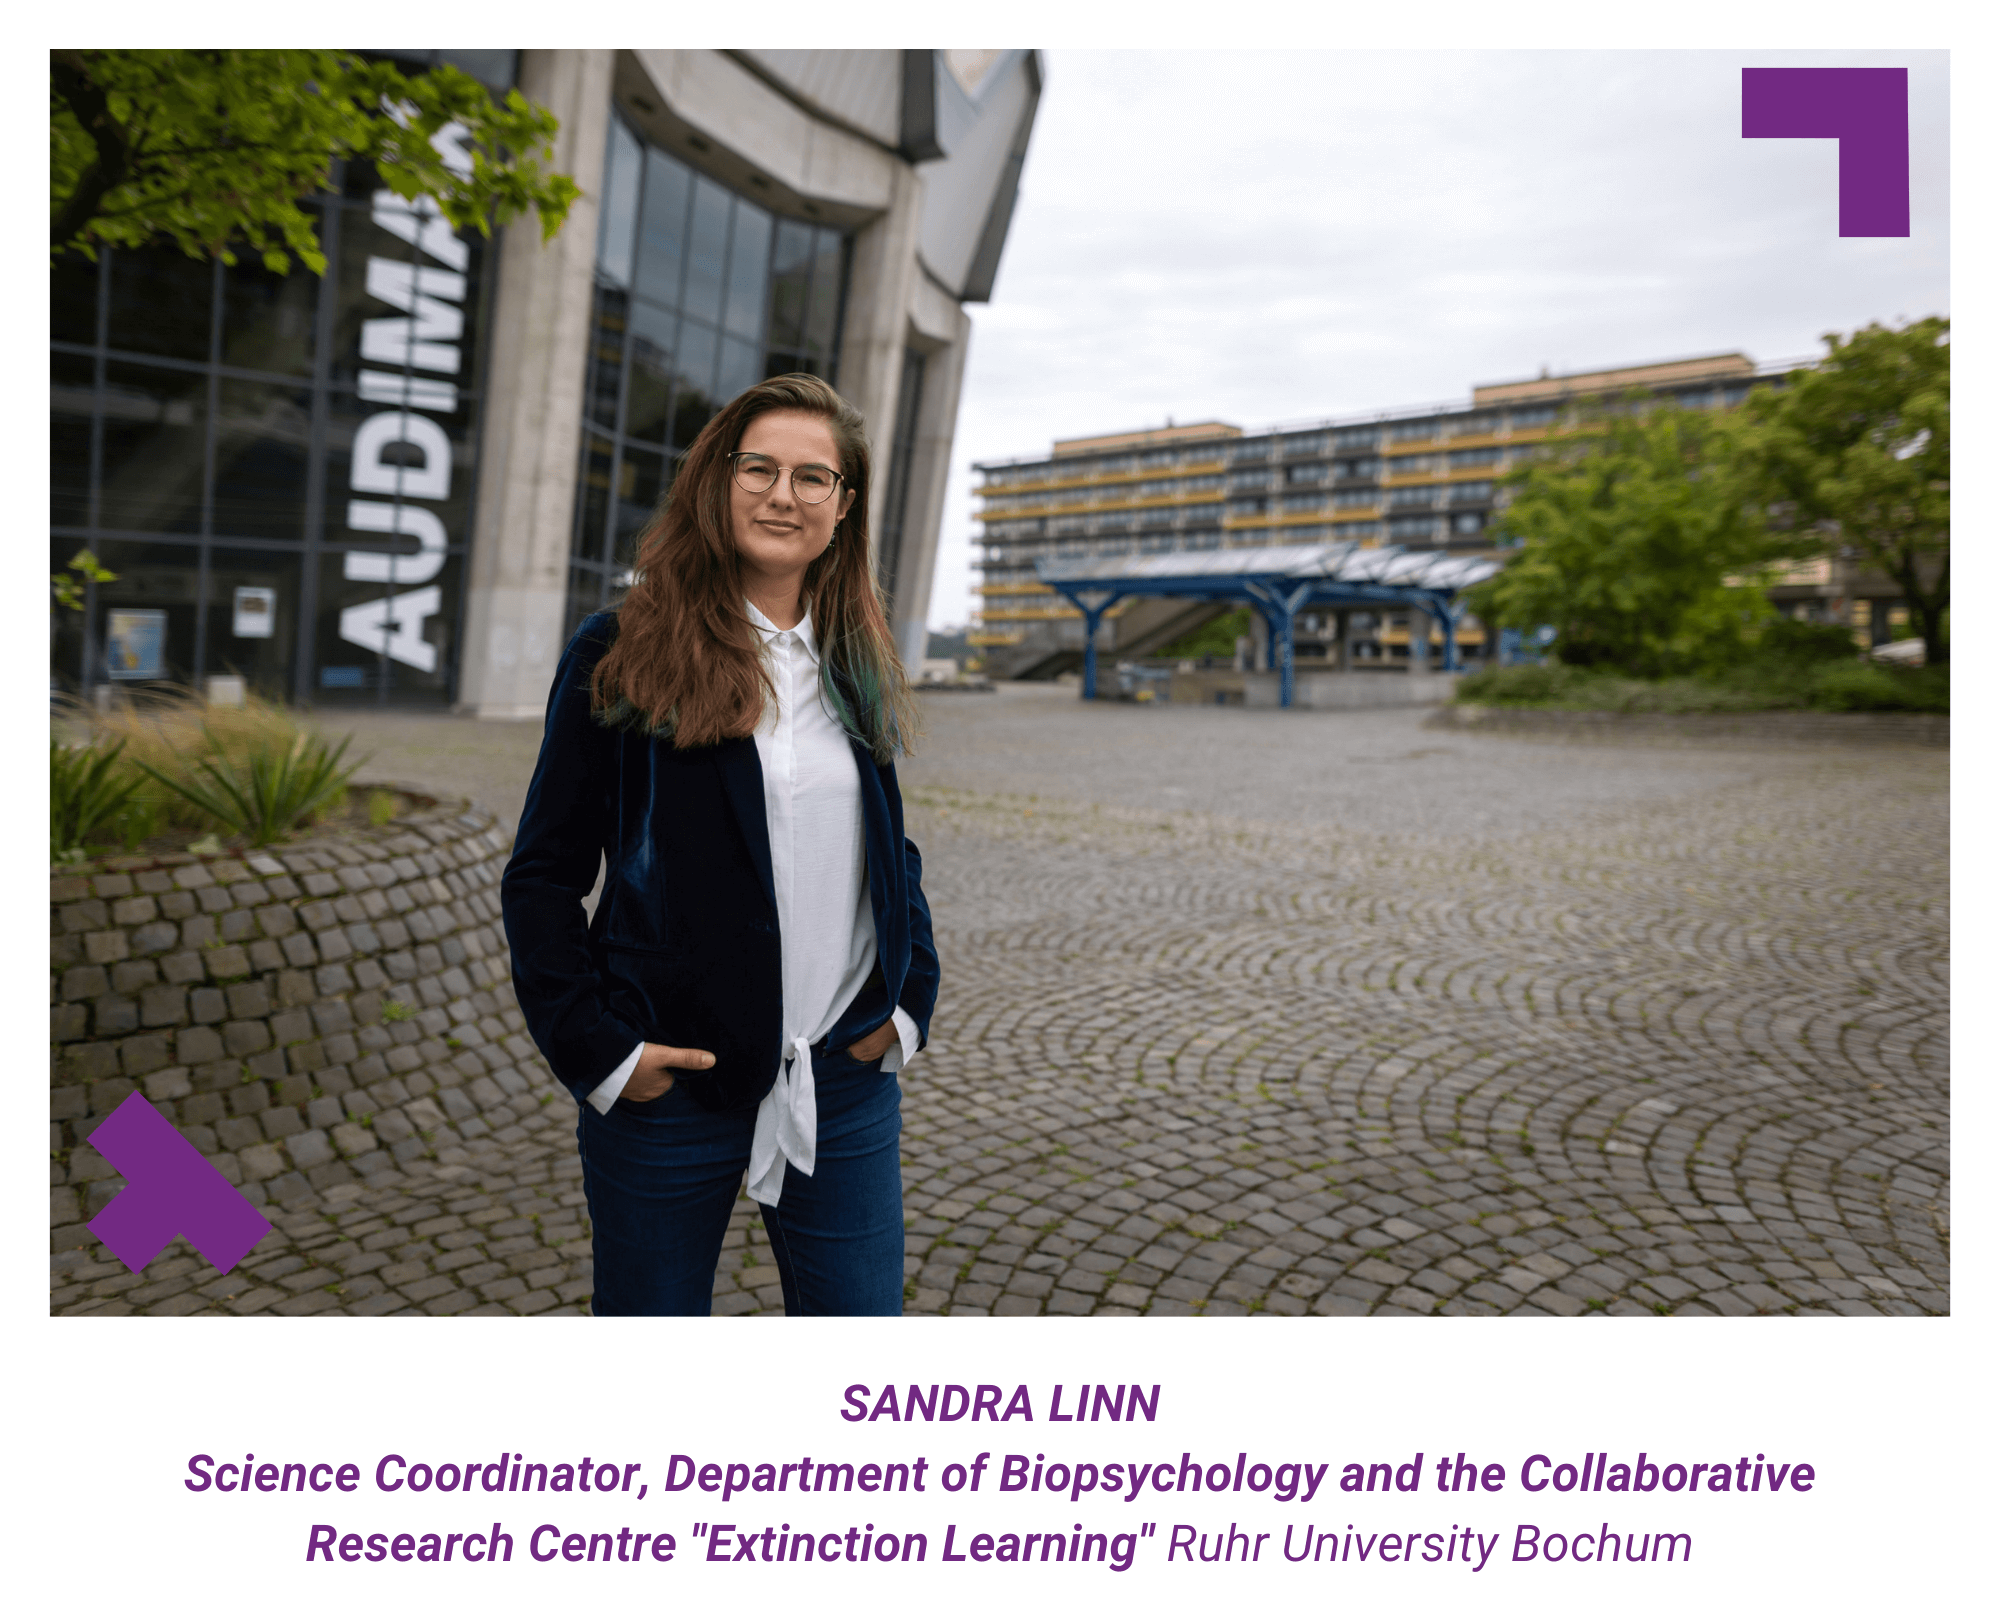 AUDIMAX
SANDRA LINN
Science Coordinator, Department of Biopsychology and the Collaborative
Research Centre "Extinction Learning" Ruhr University Bochum